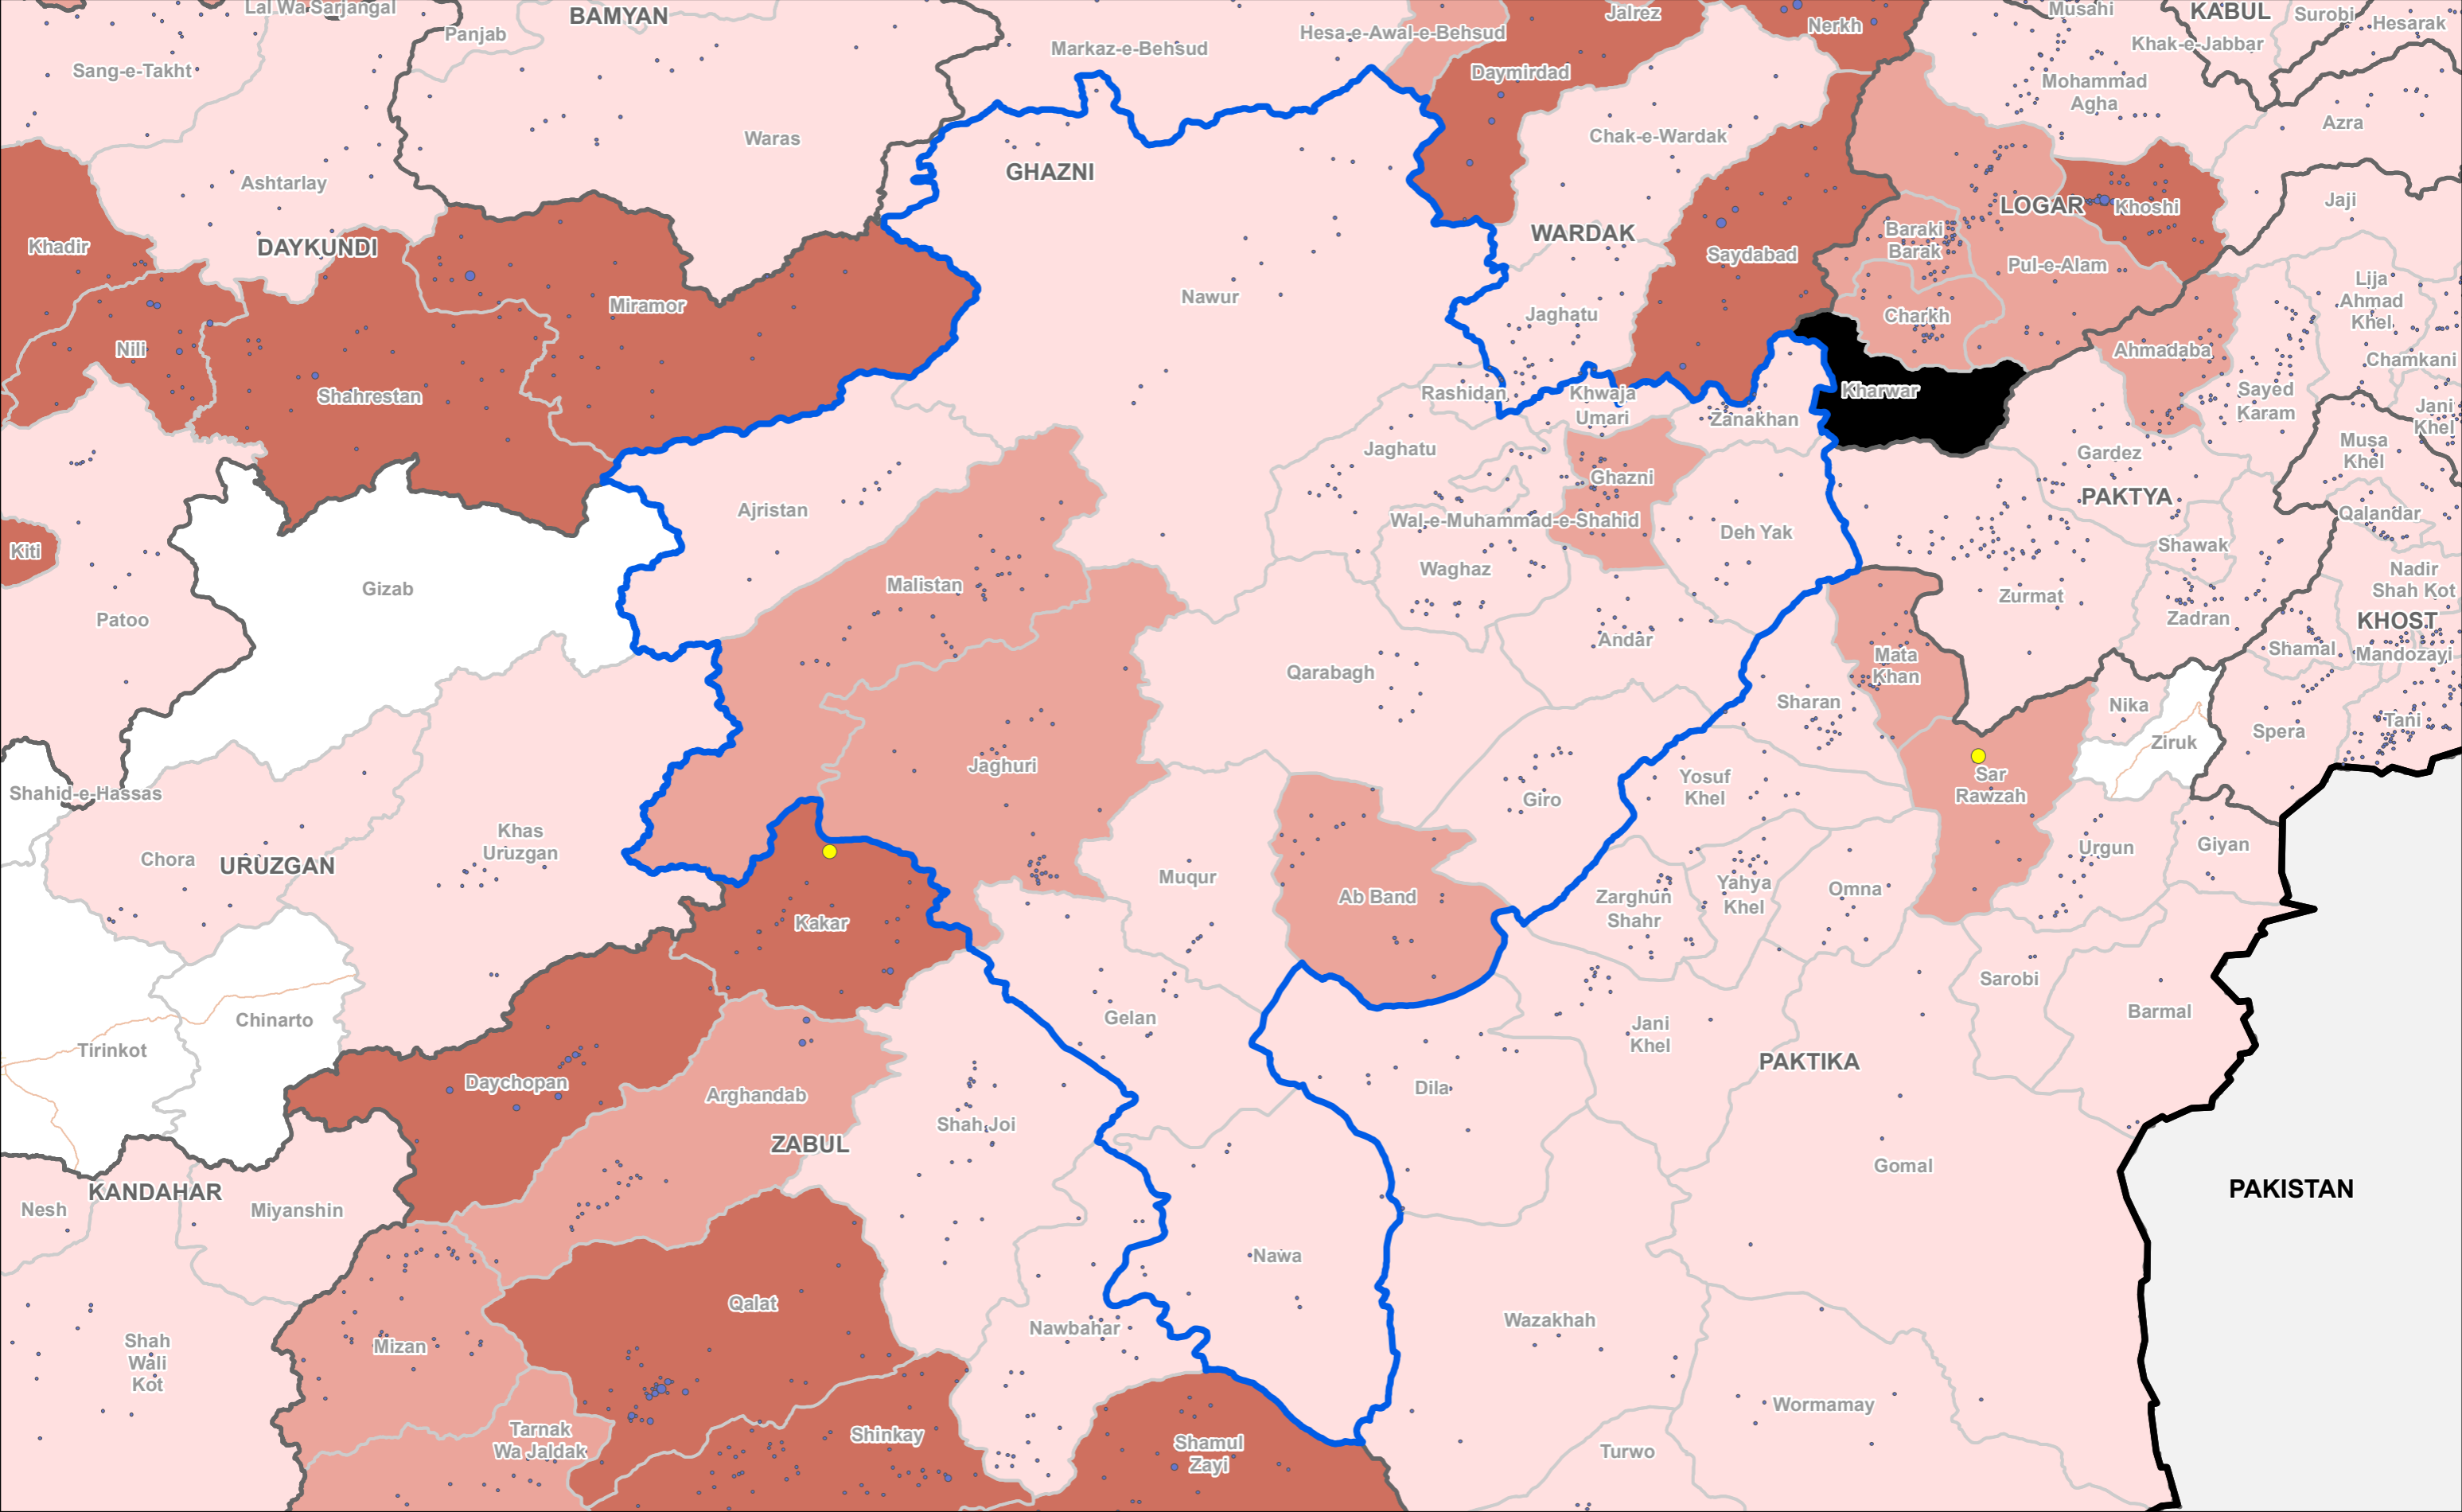 Lal Wa Sarjangal
BAMYAN
Musahi
KABUL
Surobi
Hesarak
Panjab
Markaz-e-Behsud
Hesa-e-Awal-e-Behsud
Jalrez
Nerkh
Khak-e-Jabbar
Sang-e-Takht
Daymirdad
Mohammad
Agha
Azra
Waras
Chak-e-Wardak
GHAZNI
Ashtarlay
LOGAR
Khoshi
Jaji
Khadir
DAYKUNDI
WARDAK
Saydabad
Baraki
Barak
Pul-e-Alam
Nawur
Miramor
Jaghatu
Charkh
Lija
Ahmad
Khel
Nili
Ahmadaba
Chamkani
Shahrestan
Rashidan
Khwaja
Umari
Zanakhan
Kharwar
Sayed
Karam
Jani
Khel
Jaghatu
Gardez
Musa
Khel
Ghazni
PAKTYA
Ajristan
Wal-e-Muhammad-e-Shahid
Deh Yak
Qalandar
Kiti
Gizab
Malistan
Waghaz
Shawak
Nadir
Shah Kot
Patoo
Andar
Zurmat
Zadran
KHOST
Mandozayi
Shamal
Qarabagh
Mata
Khan
Sharan
Nika
Ziruk
Spera
Tani
Shahid-e-Hassas
Jaghuri
Giro
Yosuf
Khel
Sar
Rawzah
Khas
Uruzgan
Chora
URUZGAN
Muqur
Ab Band
Zarghun
Shahr
Yahya
Khel
Omna
Urgun
Giyan
Kakar
Sarobi
Barmal
Chinarto
Tirinkot
Gelan
Jani
Khel
PAKTIKA
Daychopan
Arghandab
Dila
Shah Joi
ZABUL
Gomal
KANDAHAR
Nesh
Miyanshin
PAKISTAN
Nawa
Qalat
Nawbahar
Wazakhah
Shah
Wali
Kot
Mizan
Wormamay
Tarnak
Wa Jaldak
Shinkay
Shamul
Zayi
Turwo